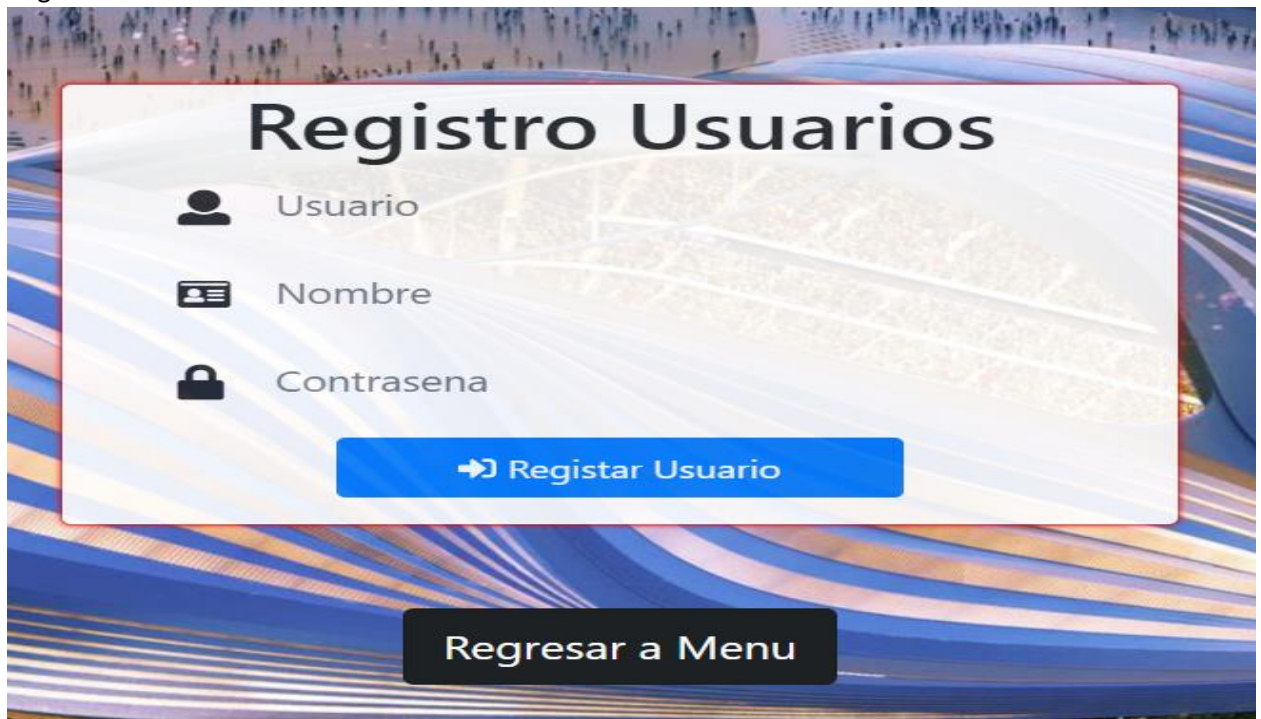 Registro Usuarios
Usuario
Nombre
Contrasena
Registar Usuario
Regresar a Menu